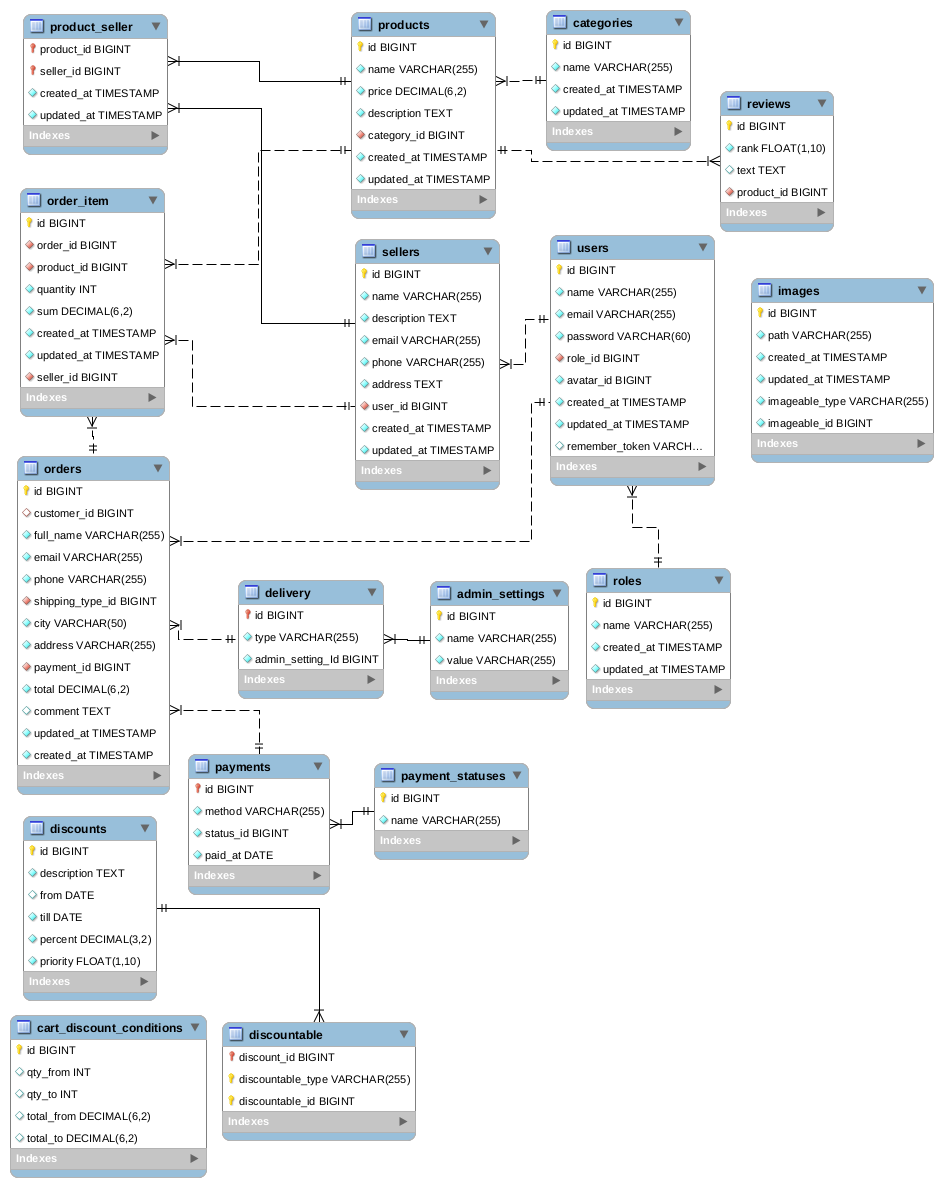 product_seller
product_id BIGINT
seller_id BIGINT
created_at TIMESTAMP
updated_at TIMESTAMP
Indexes
products
id BIGINT
name VARCHAR(255)
price DECIMAL(6,2)
description TEXT
category_id BIGINT
created_at TIMESTAMP
updated_at TIMESTAMP
Indexes
categories
id BIGINT
name VARCHAR(255)
created_at TIMESTAMP
updated_at TIMESTAMP
Indexes
reviews
id BIGINT
rank FLOAT(1,10)
text TEXT
product_id BIGINT
Indexes
order_item
id BIGINT
order_id BIGINT
product_id BIGINT
quantity INT
sum DECIMAL(6,2)
created_at TIMESTAMP
updated_at TIMESTAMP
seller_id BIGINT
Indexes
sellers
id BIGINT
name VARCHAR(255)
description TEXT
email VARCHAR(255)
phone VARCHAR(255)
address TEXT
user_id BIGINT
created_at TIMESTAMP
updated_at TIMESTAMP
Indexes
users
id BIGINT
name VARCHAR(255)
email VARCHAR(255)
password VARCHAR(60)
role_id BIGINT
avatar_id BIGINT
created_at TIMESTAMP
updated_at TIMESTAMP
remember_token VARCH...
Indexes
images
id BIGINT
path VARCHAR(255)
created_at TIMESTAMP
updated_at TIMESTAMP
imageable_type VARCHAR(255)
imageable_id BIGINT
Indexes
orders
id BIGINT
customer_id BIGINT
full_name VARCHAR(255)
email VARCHAR(255)
phone VARCHAR(255)
shipping_type_id BIGINT
city VARCHAR(50)
address VARCHAR(255)
payment_id BIGINT
total DECIMAL(6,2)
comment TEXT
updated_at TIMESTAMP
created_at TIMESTAMP
Indexes
delivery
id BIGINT
type VARCHAR(255)
admin_setting_Id BIGINT
Indexes
admin_settings
id BIGINT
name VARCHAR(255)
value VARCHAR(255)
Indexes
roles
id BIGINT
name VARCHAR(255)
created_at TIMESTAMP
updated_at TIMESTAMP
Indexes
payments
id BIGINT
method VARCHAR(255)
status_id BIGINT
paid_at DATE
Indexes
payment_statuses
id BIGINT
name VARCHAR(255)
Indexes
discounts
id BIGINT
description TEXT
from DATE
till DATE
percent DECIMAL(3,2)
priority FLOAT(1,10)
Indexes
cart_discount_conditions
id BIGINT
qty_from INT
qty_to INT
total_from DECIMAL(6,2)
total_to DECIMAL(6,2)
Indexes
discountable
discount_id BIGINT
discountable_type VARCHAR(255)
discountable_id BIGINT
Indexes